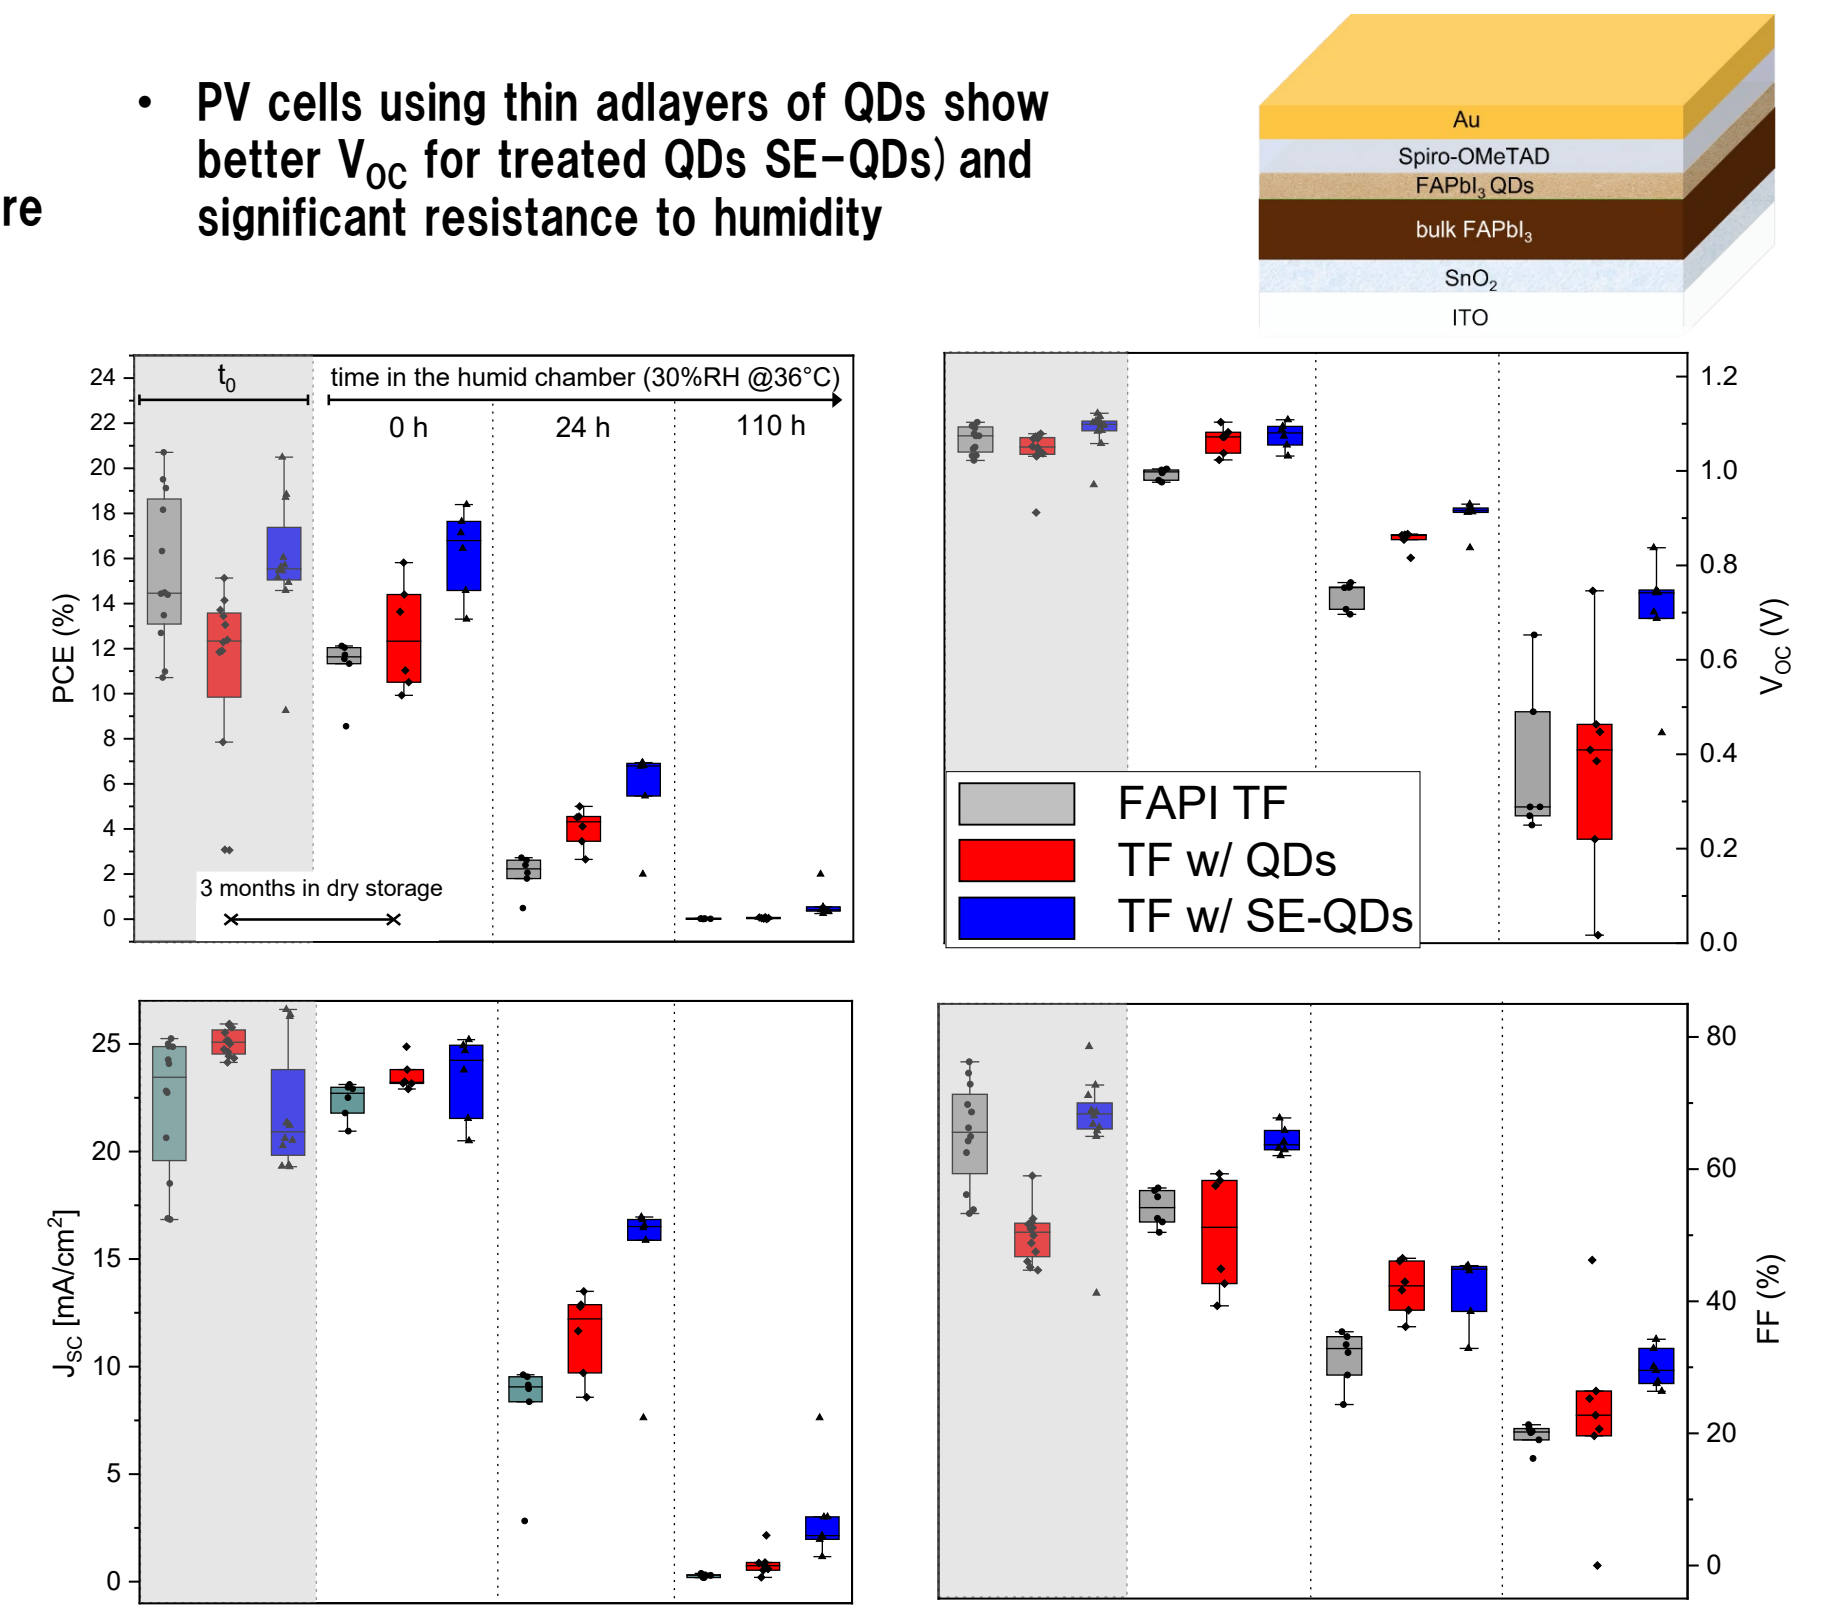 • PV cells using thin adlayers of QDs show
better VOC for treated QDs SE-QDs) and
re
significant resistance to humidity
Au
Spiro-OMeTAD
FAPbI3 QDs
bulk FAPbI3
SnO2
ITO
t0
time in the humid chamber (30%RH @36°C)
0 h
24 h
110 h
24
22
20
18
16
14
12
10
8
6
4
2
0
PCE (%)
3 months in dry storage
1.2
1.0
0.8
0.6
0.4
0.2
0.0
VOC (V)
FAPI TF
TF w/ QDs
TF w/ SE-QDs
25
20
15
10
5
0
JSC [mA/cm2]
80
60
40
20
0
FF (%)